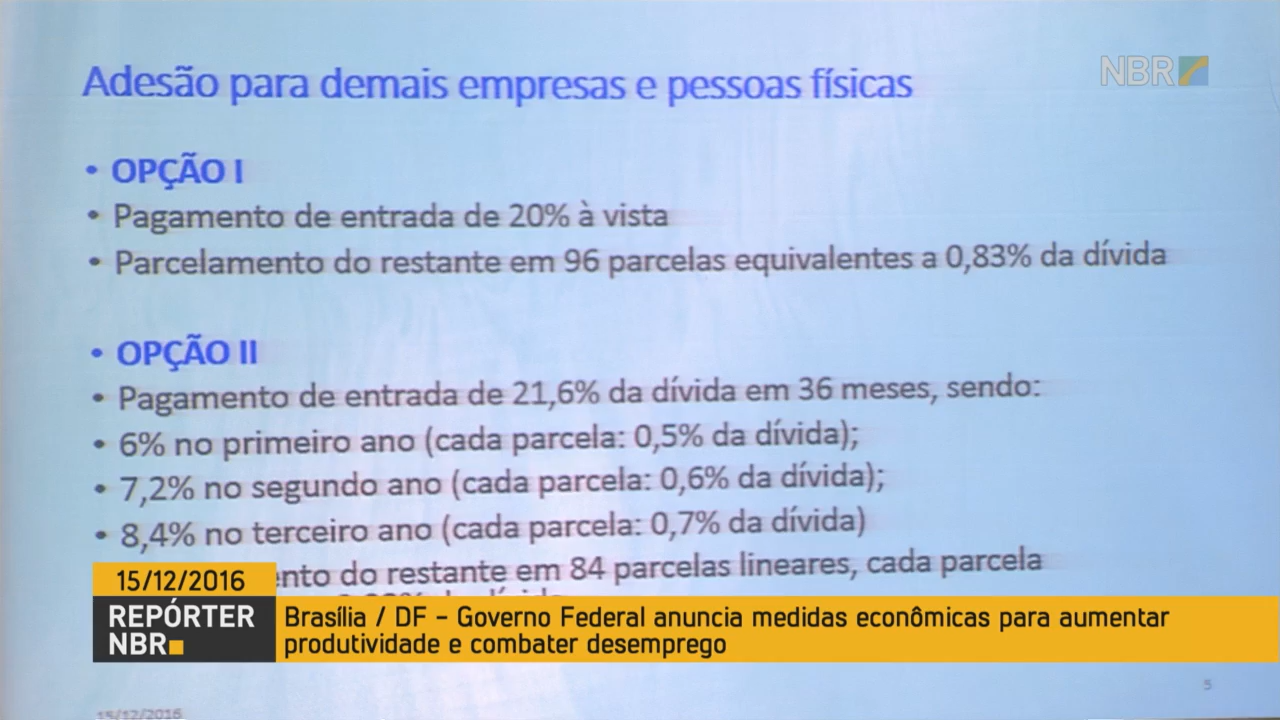 Adesão para demais empresas e pessoas físicas
NBR
• OPÇÃO I
• Pagamento de entrada de 20% à vista
• Parcelamento do restante em 96 parcelas equivalentes a 0,83% da dívida
• OPÇÃO II
• Pagamento de entrada de 21,6% da dívida em 36 meses, sendo:
• 6% no primeiro ano (cada parcela: 0,5% da dívida);
• 7,2% no segundo ano (cada parcela: 0,6% da dívida);
• 8,4% no terceiro ano (cada parcela: 0,7% da dívida)
do restante em 84 parcelas lineares, cada parcela
15/12/2016
REPÓRTER
NBR
Brasília / DF – Governo Federal anuncia medidas econômicas para aumentar
produtividade e combater desemprego
5
15/12/2016